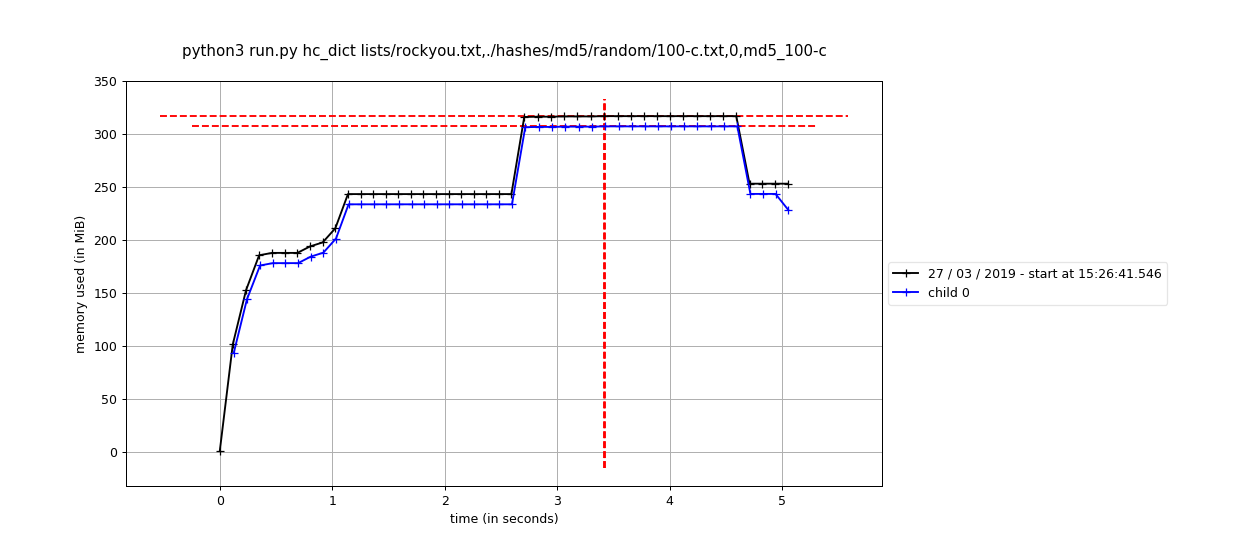 python3 run.py hc_dict lists/rockyou.txt,./hashes/md5/random/100-c.txt,0,md5_100-c
350
300
250
200
150
100
50
0
memory used (in MiB)
0 1 2 3 4 5
time (in seconds)
27 / 03 / 2019 - start at 15:26:41.546
child 0